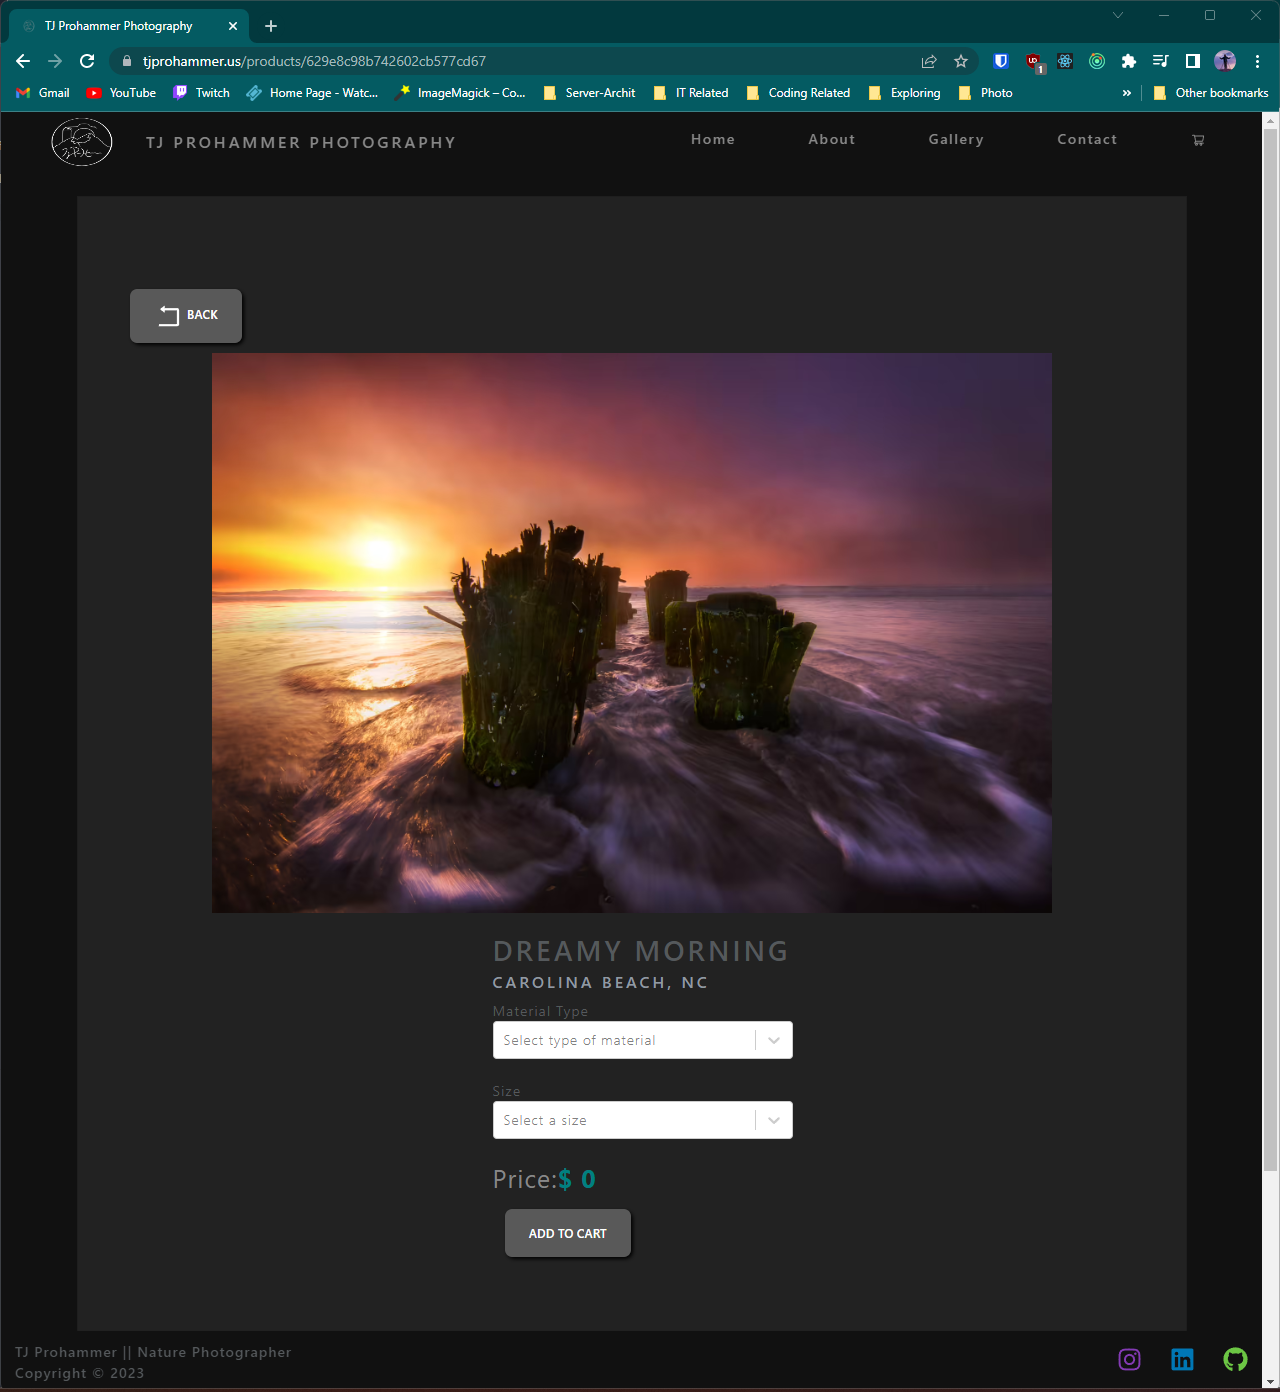 TJ Prohammer Photography
tjprohammer.us/products/629e8c98b742602cb577cd67
1
Gmail YouTube Twitch Home Page - Watc... ImageMagick – Co... Server-Archit IT Related Coding Related Exploring Photo » Other bookmarks
TJ PROHAMMER PHOTOGRAPHY Home About Gallery Contact
BACK
DREAMY MORNING
CAROLINA BEACH, NC
Material Type
Select type of material
Size
Select a size
Price:$ 0
ADD TO CART
TJ Prohammer || Nature Photographer
Copyright © 2023